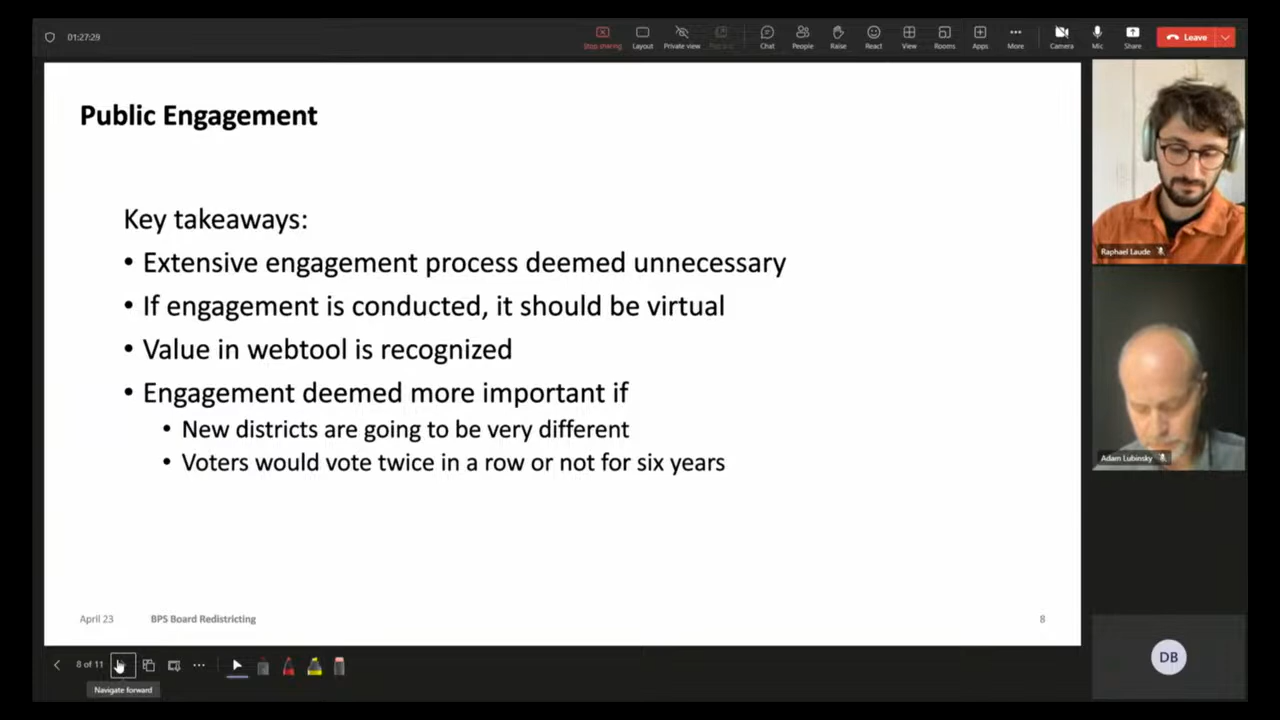 01:27:29
Stop sharing
Layout
Private view
Chat
People
Raise
React
View
Rooms
Apps
More
Camera
Mic
Share
Leave
Public Engagement
Key takeaways:
• Extensive engagement process deemed unnecessary
• If engagement is conducted, it should be virtual
• Value in webtool is recognized
• Engagement deemed more important if
• New districts are going to be very different
• Voters would vote twice in a row or not for six years
April 23
BPS Board Redistricting
8
Raphael Laude
Adam Lubinsky
DB
8 of 11
Navigate forward